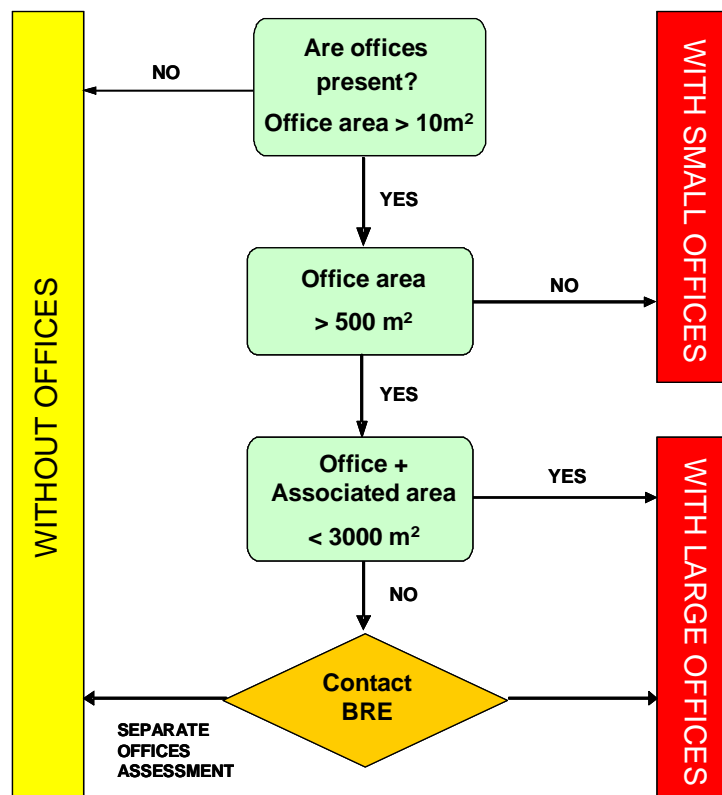 Are offices
present?
Office area > 10m²
NO
YES
WITH SMALL OFFICES
Office area
> 500 m²
NO
YES
WITHOUT OFFICES
Office +
Associated area
< 3000 m²
YES
NO
WITH LARGE OFFICES
Contact
BRE
SEPARATE
OFFICES
ASSESSMENT